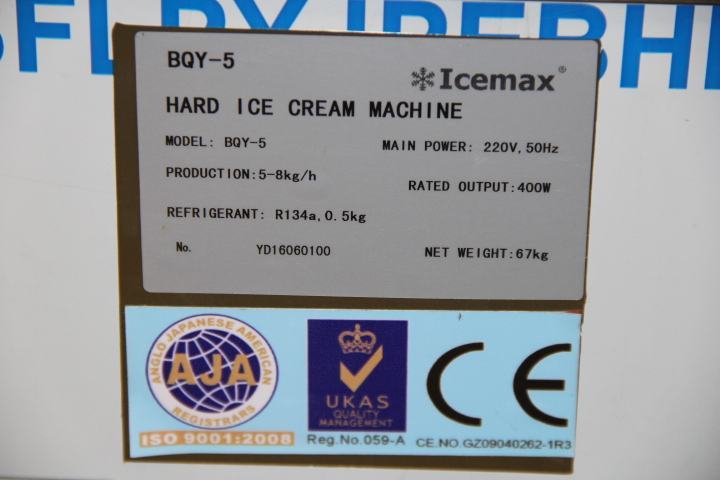 BQY-5
Icemax®
HARD ICE CREAM MACHINE
MODEL: BQY-5
MAIN POWER: 220V, 50Hz
PRODUCTION:5-8kg/h
RATED OUTPUT:400W
REFRIGERANT: R134a, 0.5kg
No. YD16060100
NET WEIGHT:67kg
ANGLO JAPANESE AMERICAN
AJA
REGISTRARS
ISO 9001:2008
UKAS
QUALITY
MANAGEMENT
Reg.No.059-A
CE
CE.NO.GZ09040262-1R3